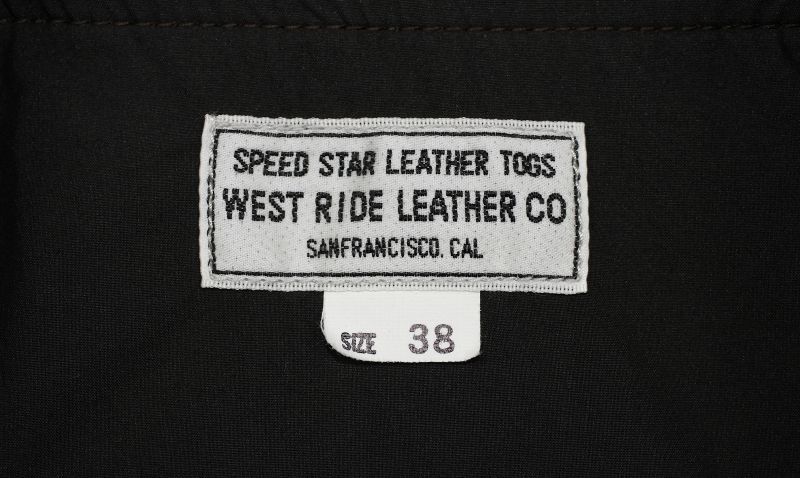 SPEED STAR LEATHER TOGS
WEST RIDE LEATHER CO
SANFRANCISCO. CAL
SIZE 38